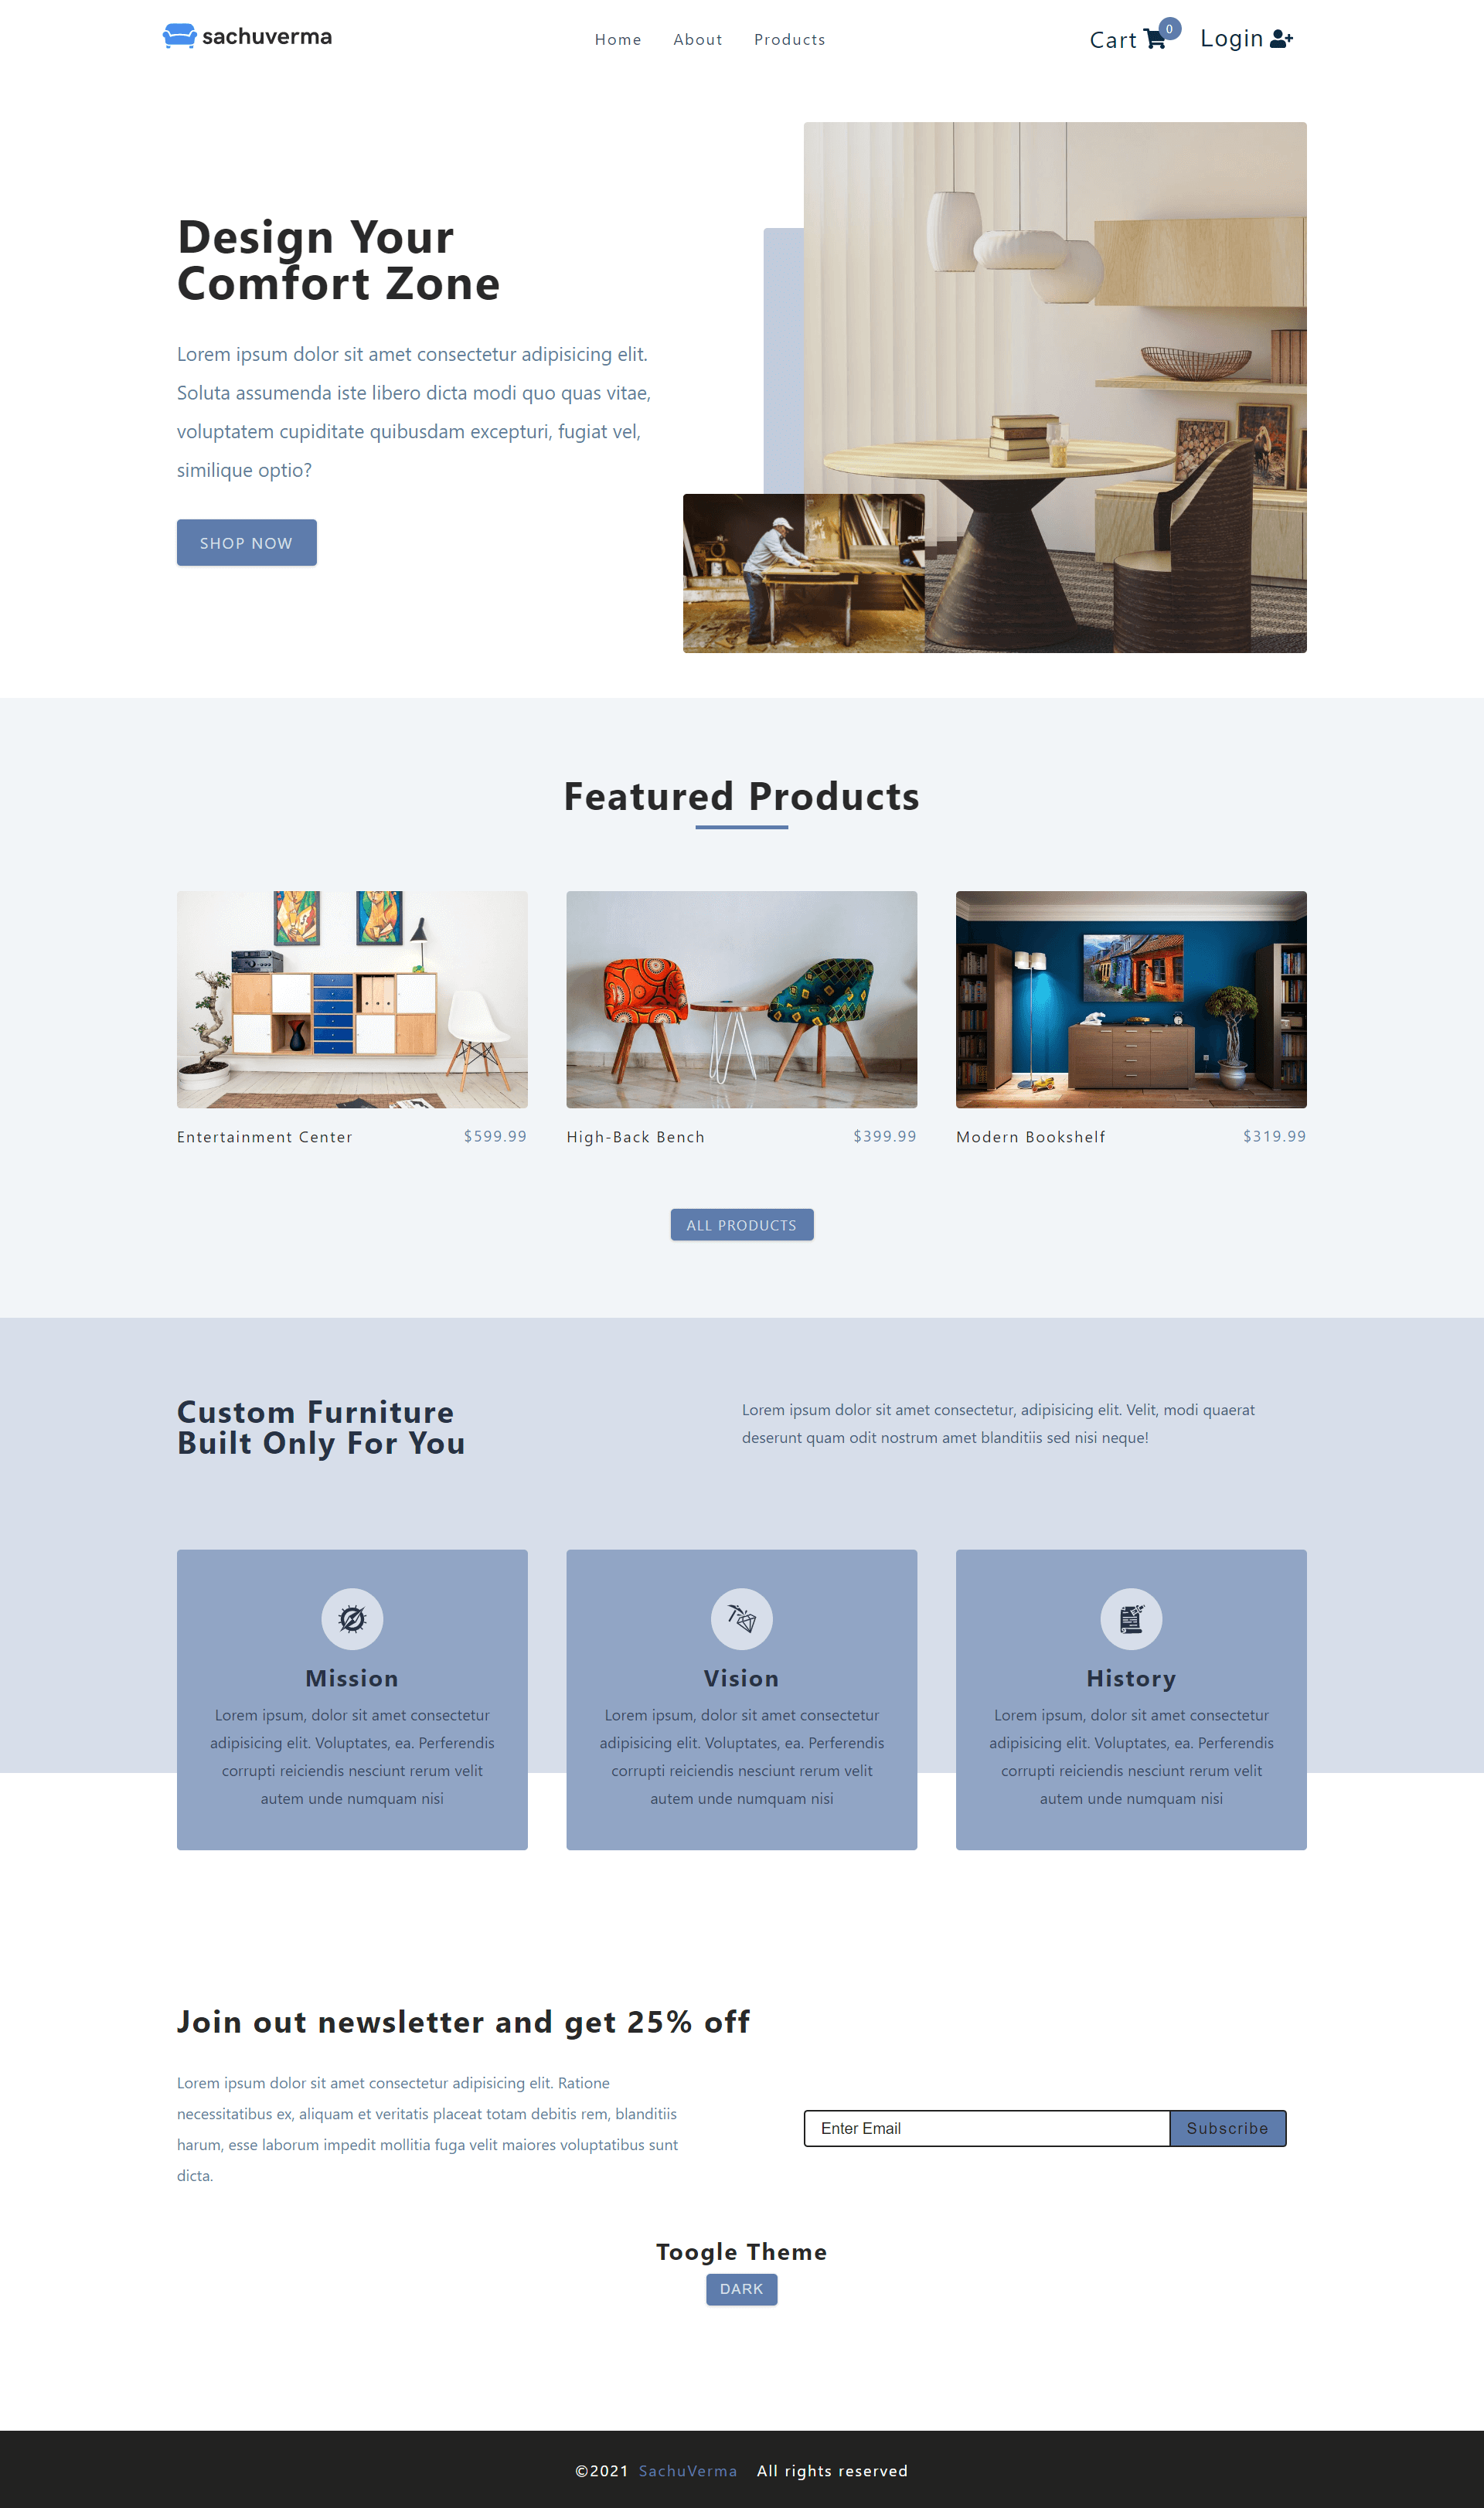 sachuverma
Home About Products
Cart 0 Login
Design Your
Comfort Zone
Lorem ipsum dolor sit amet consectetur adipisicing elit.
Soluta assumenda iste libero dicta modi quo quas vitae,
voluptatem cupiditate quibusdam excepturi, fugiat vel,
similique optio?
SHOP NOW
Featured Products
Entertainment Center $599.99
High-Back Bench $399.99
Modern Bookshelf $319.99
ALL PRODUCTS
Custom Furniture
Built Only For You
Lorem ipsum dolor sit amet consectetur, adipisicing elit. Velit, modi quaerat
deserunt quam odit nostrum amet blanditiis sed nisi neque!
Mission
Lorem ipsum, dolor sit amet consectetur
adipisicing elit. Voluptates, ea. Perferendis
corrupti reiciendis nesciunt rerum velit
autem unde numquam nisi
Vision
Lorem ipsum, dolor sit amet consectetur
adipisicing elit. Voluptates, ea. Perferendis
corrupti reiciendis nesciunt rerum velit
autem unde numquam nisi
History
Lorem ipsum, dolor sit amet consectetur
adipisicing elit. Voluptates, ea. Perferendis
corrupti reiciendis nesciunt rerum velit
autem unde numquam nisi
Join out newsletter and get 25% off
Lorem ipsum dolor sit amet consectetur adipisicing elit. Ratione
necessitatibus ex, aliquam et veritatis placeat totam debitis rem, blanditiis
harum, esse laborum impedit mollitia fuga velit maiores voluptatibus sunt
dicta.
Enter Email Subscribe
Toogle Theme
DARK
©2021 SachuVerma All rights reserved